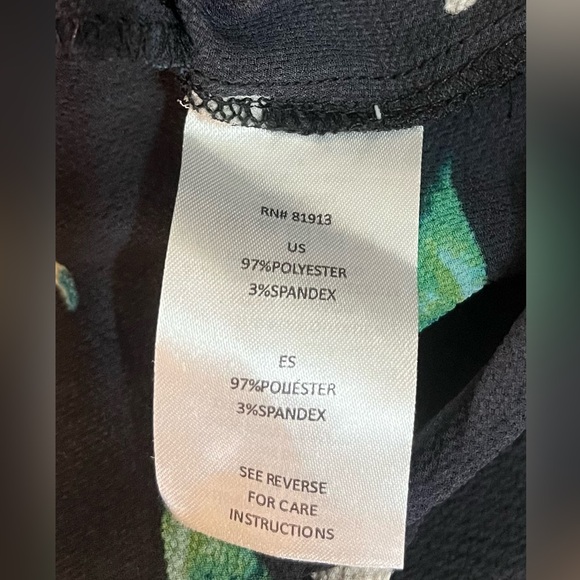 RN# 81913
US
97%POLYESTER
3%SPANDEX
ES
97%POLIÉSTER
3%SPANDEX
SEE REVERSE
FOR CARE
INSTRUCTIONS